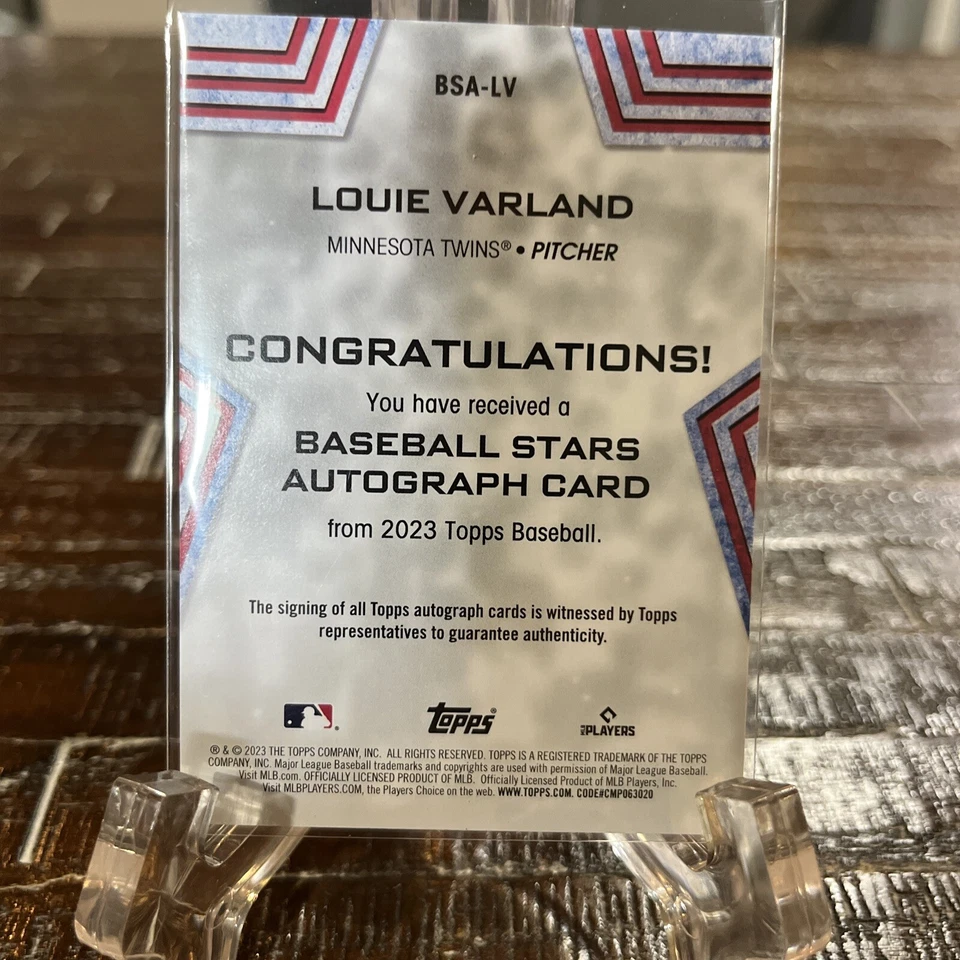 BSA-LV
LOUIE VARLAND
MINNESOTA TWINS® • PITCHER
CONGRATULATIONS!
You have received a
BASEBALL STARS
AUTOGRAPH CARD
from 2023 Topps Baseball.
The signing of all Topps autograph cards is witnessed by Topps
representatives to guarantee authenticity.
topps®
PLAYERS
® & © 2023 THE TOPPS COMPANY, INC. ALL RIGHTS RESERVED. TOPPS IS A REGISTERED TRADEMARK OF THE TOPPS
COMPANY, INC. Major League Baseball trademarks and copyrights are used with permission of Major League Baseball.
Visit MLB.com. OFFICIALLY LICENSED PRODUCT OF MLB. Officially Licensed Product of MLB Players, Inc.
Visit MLBPLAYERS.COM, the Players Choice on the web. WWW.TOPPS.COM. CODE#CMP063020